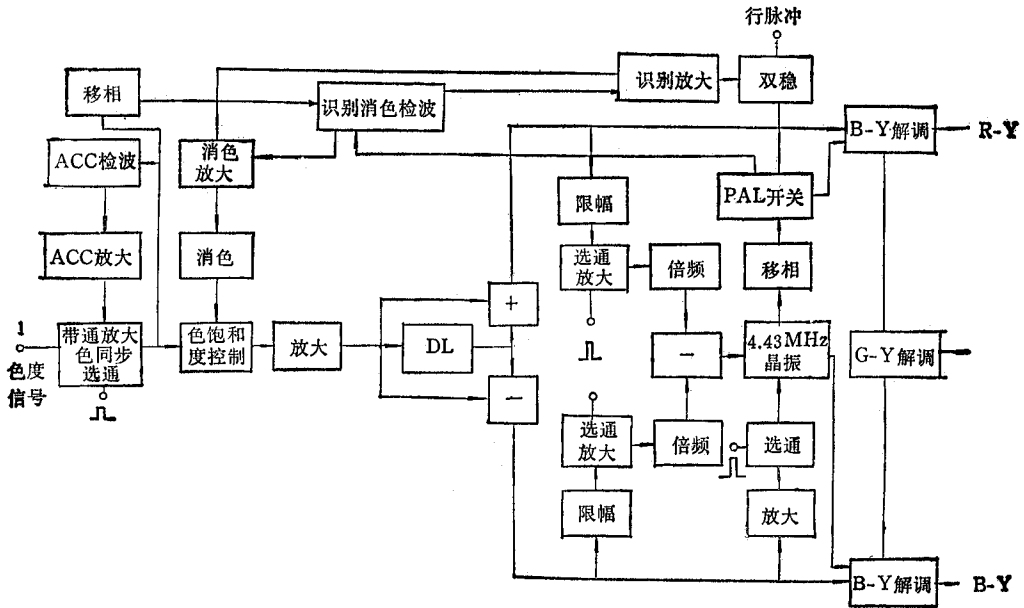 行脉冲
移相
识别消色检波
识别放大
双稳
B-Y解调
R-Y
ACC检波
消色
放大
PAL开关
限幅
ACC放大
消色
选通
放大
倍频
移相
1
色度
信号
带通放大
色同步
选通
色饱和
度控制
放大
DL
+
−
−
4.43MHz
晶振
G-Y解调
选通
放大
倍频
选通
限幅
放大
B-Y解调
B-Y